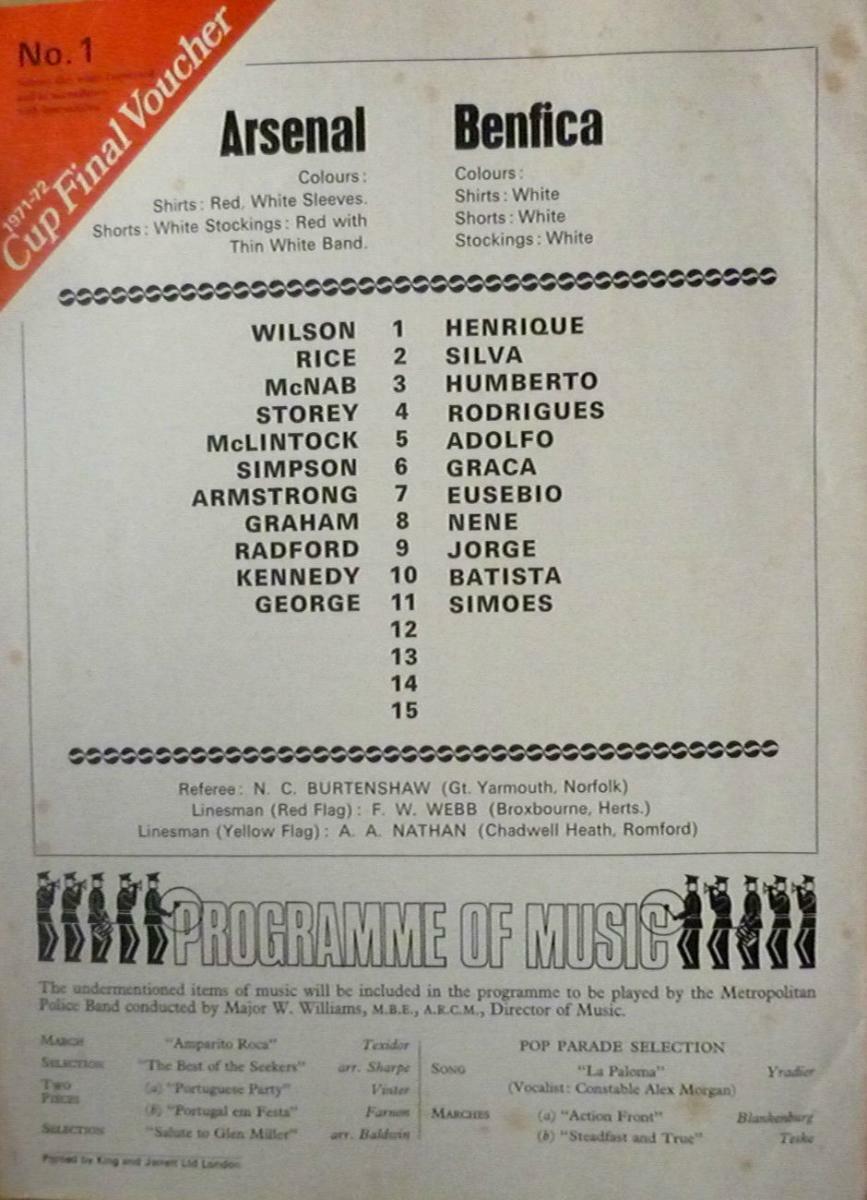 No. 1
1971-72
Cup Final Voucher
Arsenal
Colours:
Shirts: Red, White Sleeves.
Shorts: White Stockings: Red with
Thin White Band.
Benfica
Colours:
Shirts: White
Shorts: White
Stockings: White
WILSON 1 HENRIQUE
RICE 2 SILVA
McNAB 3 HUMBERTO
STOREY 4 RODRIGUES
McLINTOCK 5 ADOLFO
SIMPSON 6 GRACA
ARMSTRONG 7 EUSEBIO
GRAHAM 8 NENE
RADFORD 9 JORGE
KENNEDY 10 BATISTA
GEORGE 11 SIMOES
12
13
14
15
Referee: N. C. BURTENSHAW (Gt. Yarmouth, Norfolk)
Linesman (Red Flag): F. W. WEBB (Broxbourne, Herts.)
Linesman (Yellow Flag): A. A. NATHAN (Chadwell Heath, Romford)
PROGRAMME OF MUSIC
The undermentioned items of music will be included in the programme to be played by the Metropolitan
Police Band conducted by Major W. Williams, M.B.E., A.R.C.M., Director of Music.
MARCH "Amparito Roca" Texidor
SELECTION "The Best of the Seekers" arr. Sharpe
TWO PIECES (a) "Portuguese Party" Vinter
(b) "Portugal em Festa" Farnon
SELECTION "Salute to Glen Miller" arr. Baldwin
POP PARADE SELECTION
SONG "La Paloma" Yradier
(Vocalist: Constable Alex Morgan)
MARCHES (a) "Action Front" Blankenburg
(b) "Steadfast and True" Teske
Printed by King and Jarrett Ltd London